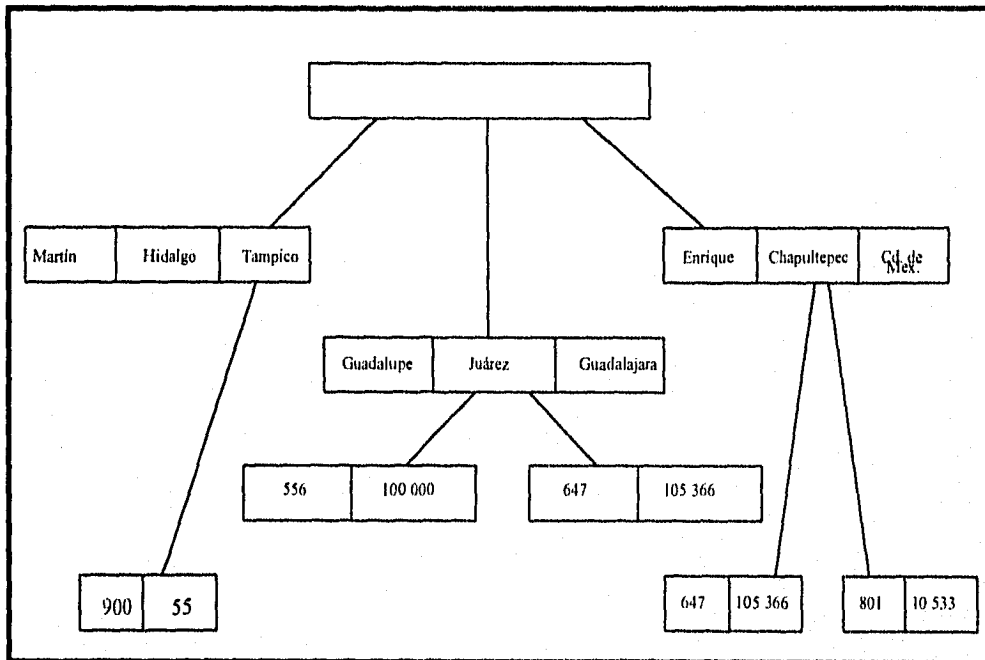 Martín Hidalgo Tampico
Enrique Chapultepec Cd. de Mex.
Guadalupe Juárez Guadalajara
556 100 000
647 105 366
900 55
647 105 366
801 10 533